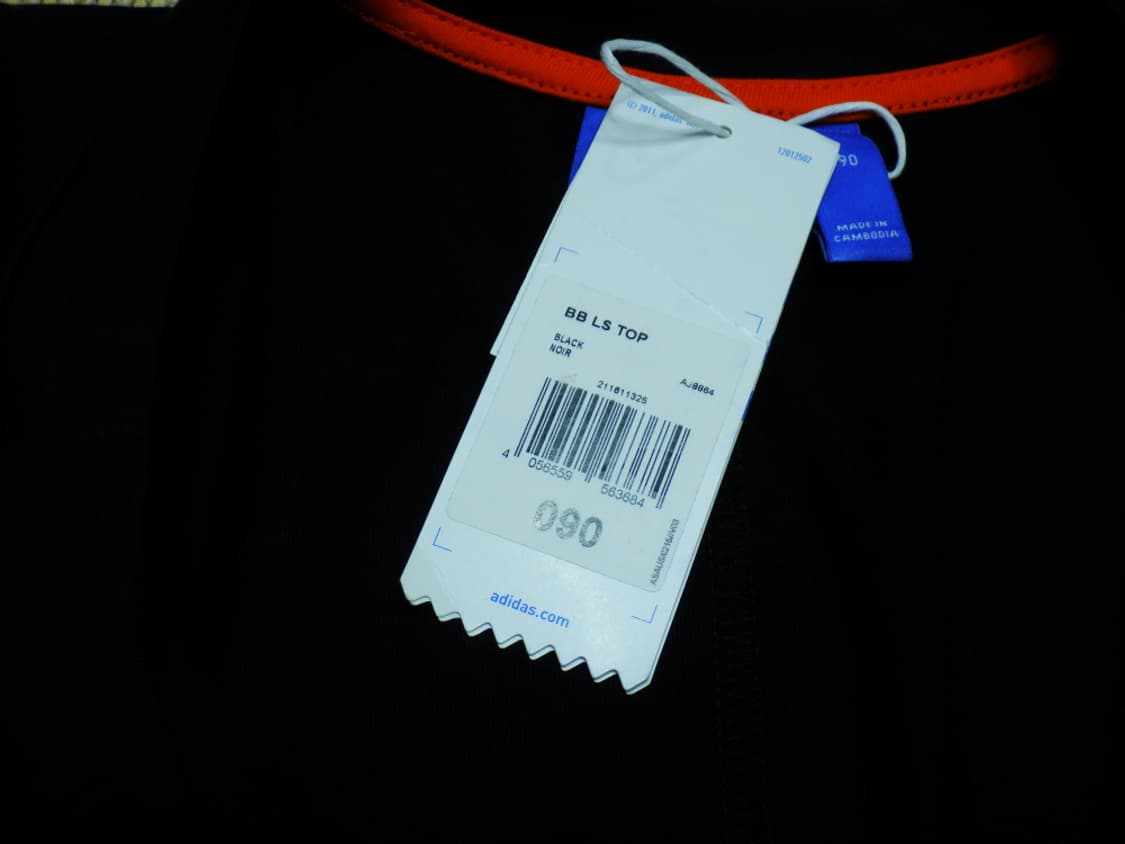 © 2011, adidas
12012502
90
MADE IN
CAMBODIA
BB LS TOP
BLACK
NOIR
AJ8864
211611325
4 056559 563684
090
adidas.com